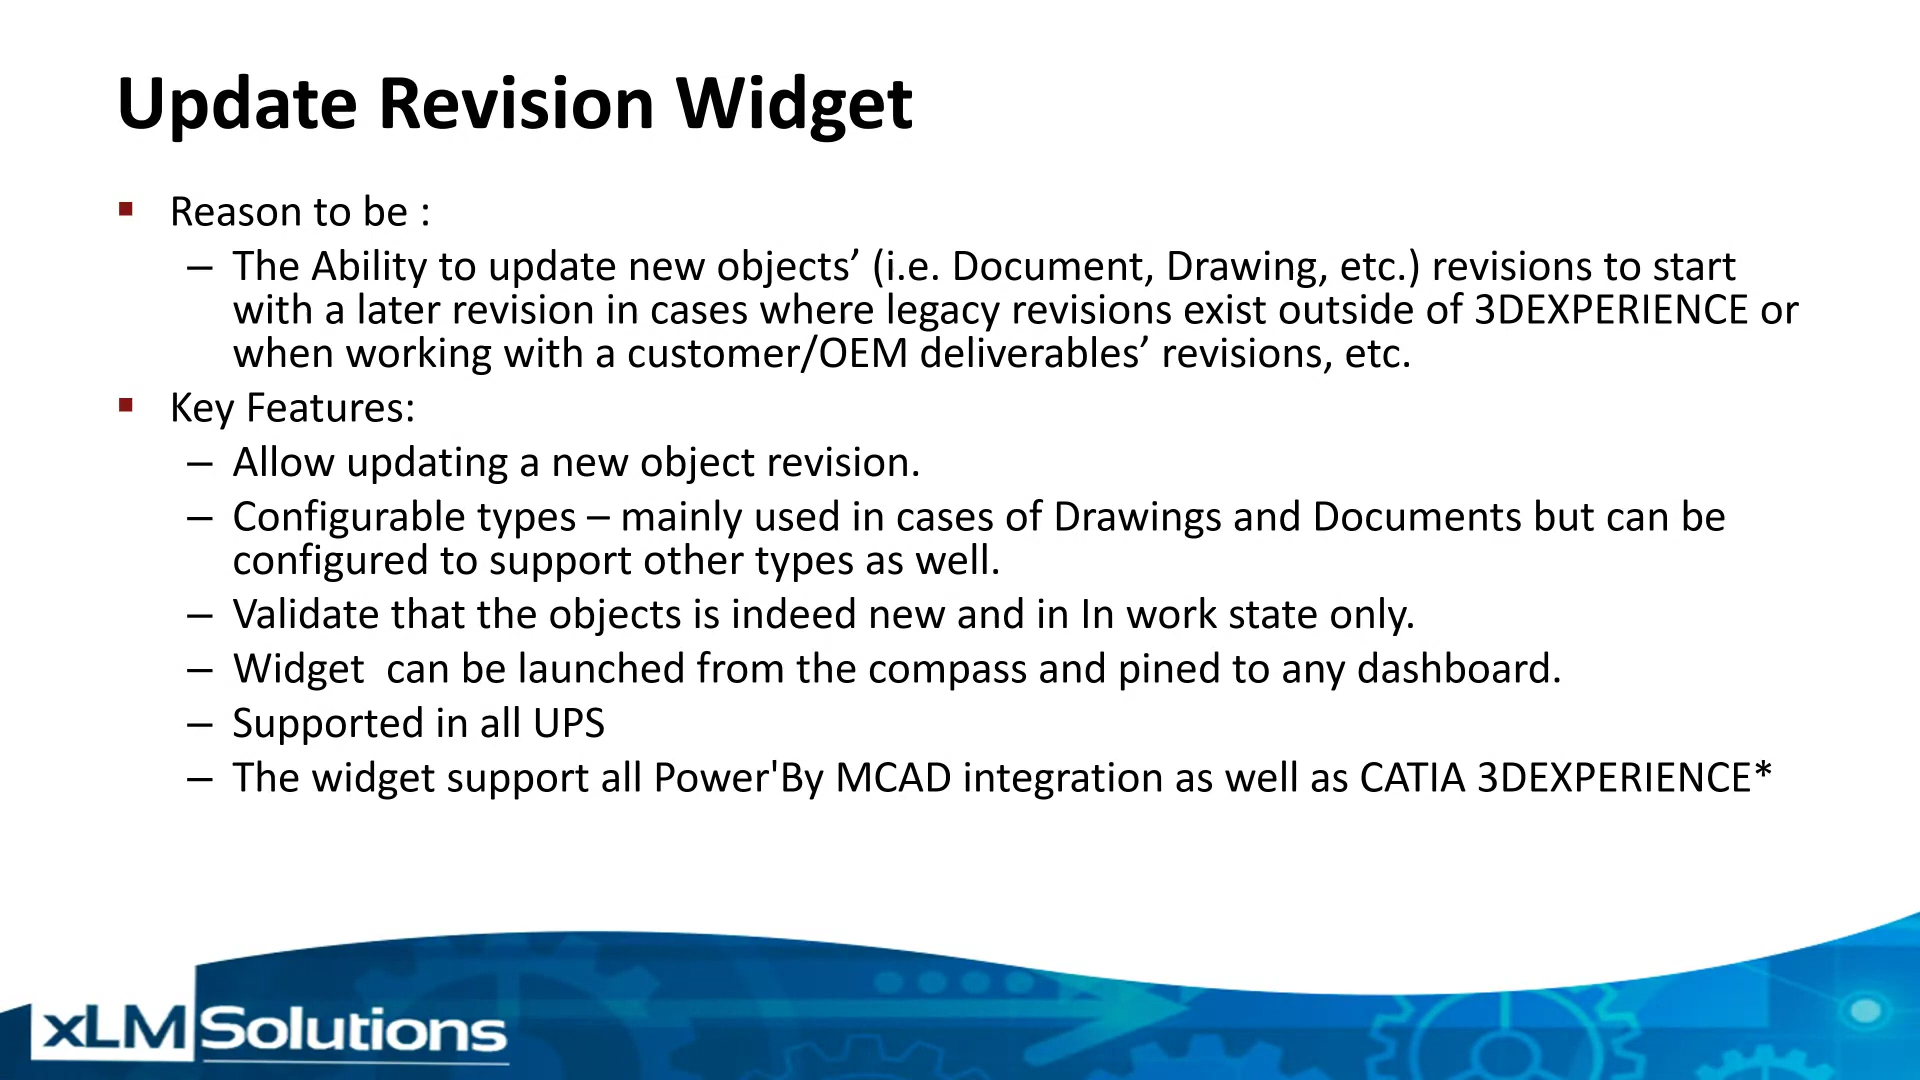 Update Revision Widget
▪ Reason to be :
– The Ability to update new objects’ (i.e. Document, Drawing, etc.) revisions to start
with a later revision in cases where legacy revisions exist outside of 3DEXPERIENCE or
when working with a customer/OEM deliverables’ revisions, etc.
▪ Key Features:
– Allow updating a new object revision.
– Configurable types – mainly used in cases of Drawings and Documents but can be
configured to support other types as well.
– Validate that the objects is indeed new and in In work state only.
– Widget  can be launched from the compass and pined to any dashboard.
– Supported in all UPS
– The widget support all Power'By MCAD integration as well as CATIA 3DEXPERIENCE*
xLM Solutions